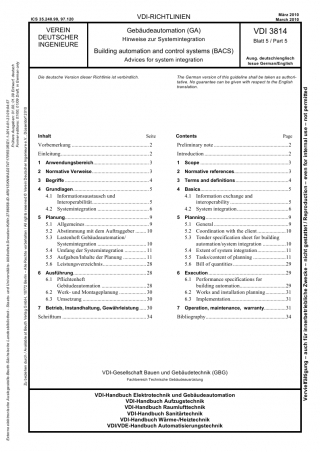 ICS 35.240.99, 97.120
VDI-RICHTLINIEN
März 2016
March 2016
VEREIN
DEUTSCHER
INGENIEURE
Gebäudeautomation (GA)
Hinweise zur Systemintegration
Building automation and control systems (BACS)
Advices for system integration
VDI 3814
Blatt 5 / Part 5
Ausg. deutsch/englisch
Issue German/English
Die deutsche Version dieser Richtlinie ist verbindlich.
The German version of this guideline shall be taken as authoritative. No guarantee can be given with respect to the English translation.
Inhalt Seite
Vorbemerkung 2
Einleitung 2
1 Anwendungsbereich 3
2 Normative Verweise 3
3 Begriffe 4
4 Grundlagen 5
4.1 Informationsaustausch und
Interoperabilität 5
4.2 Systemintegration 6
5 Planung 9
5.1 Allgemeines 9
5.2 Abstimmung mit dem Auftraggeber 10
5.3 Lastenheft Gebäudeautomation/
Systemintegration 10
5.4 Umfang der Systemintegration 11
5.5 Aufgaben/Inhalte der Planung 11
5.6 Leistungsverzeichnis 28
6 Ausführung 28
6.1 Pflichtenheft
Gebäudeautomation 28
6.2 Werk- und Montageplanung 30
6.3 Umsetzung 30
7 Betrieb, Instandhaltung, Gewährleistung 30
Schrifttum 34
Contents Page
Preliminary note 2
Introduction 2
1 Scope 3
2 Normative references 3
3 Terms and definitions 4
4 Basics 5
4.1 Information exchange and
interoperability 5
4.2 System integration 6
5 Planning 9
5.1 General 9
5.2 Coordination with the client 10
5.3 Tender specification sheet for building
automation/system integration 10
5.4 Extent of system integration 11
5.5 Tasks/content of planning 11
5.6 Bill of quantities 28
6 Execution 29
6.1 Performance specifications for
building automation 29
6.2 Works and installation planning 31
6.3 Implementation 31
7 Operation, maintenance, warranty 31
Bibliography 34
VDI-Gesellschaft Bauen und Gebäudetechnik (GBG)
Fachbereich Technische Gebäudeausrüstung
VDI-Handbuch Elektrotechnik und Gebäudeautomation
VDI-Handbuch Aufzugstechnik
VDI-Handbuch Raumlufttechnik
VDI-Handbuch Sanitärtechnik
VDI-Handbuch Wärme-/Heiztechnik
VDI/VDE-Handbuch Automatisierungstechnik
Vervielfältigung – auch für innerbetriebliche Zwecke – nicht gestattet / Reproduction – even for internal use – not permitted